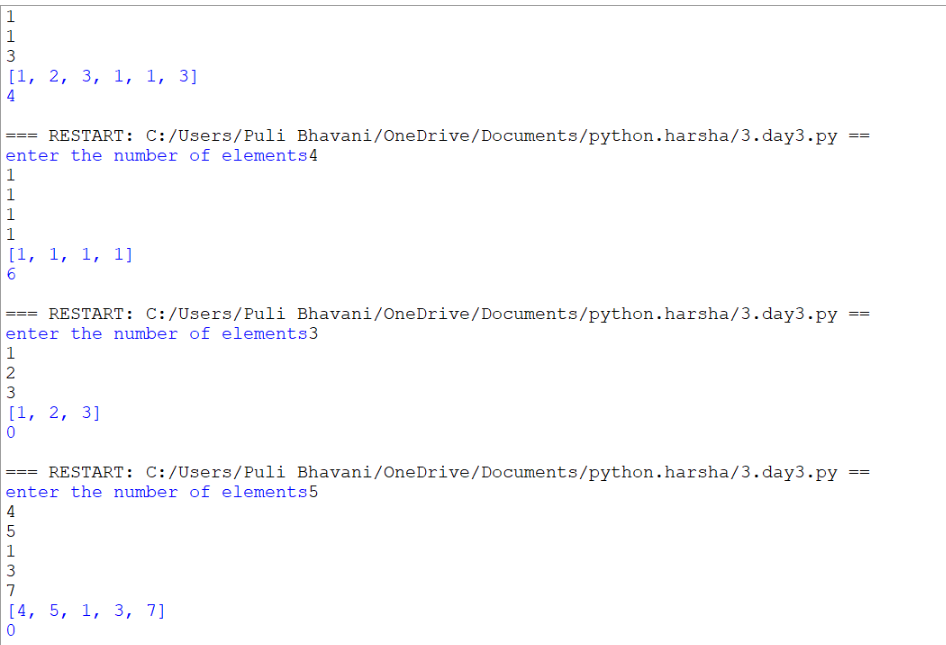 1
1
3
[1, 2, 3, 1, 1, 3]
4
=== RESTART: C:/Users/Puli Bhavani/OneDrive/Documents/python.harsha/3.day3.py ==
enter the number of elements4
1
1
1
1
[1, 1, 1, 1]
6
=== RESTART: C:/Users/Puli Bhavani/OneDrive/Documents/python.harsha/3.day3.py ==
enter the number of elements3
1
2
3
[1, 2, 3]
0
=== RESTART: C:/Users/Puli Bhavani/OneDrive/Documents/python.harsha/3.day3.py ==
enter the number of elements5
4
5
1
3
7
[4, 5, 1, 3, 7]
0